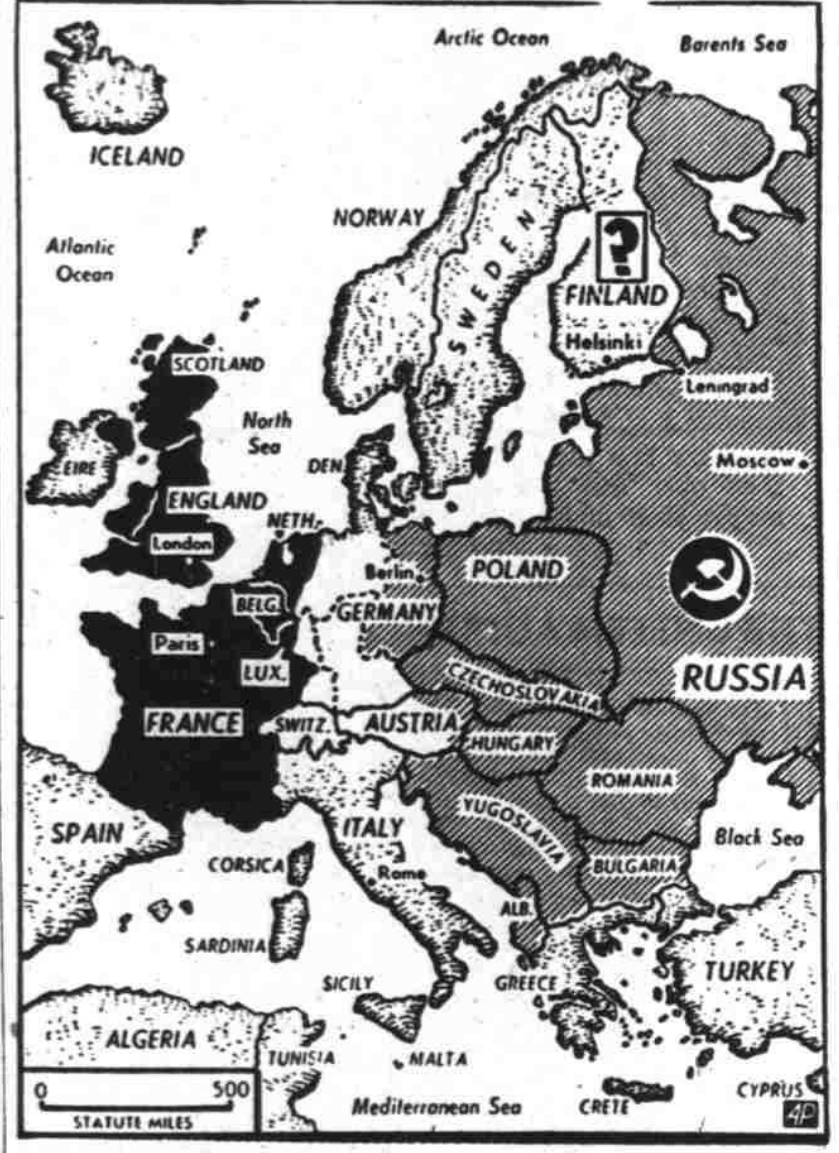 Arctic Ocean
Barents Sea
ICELAND
NORWAY
Atlantic
Ocean
SWEDEN
?
FINLAND
Helsinki
SCOTLAND
Leningrad
North
Sea
EIRE
DEN.
Moscow
ENGLAND
NETH.
London
Berlin
POLAND
BELG.
GERMANY
Paris
LUX.
CZECHOSLOVAKIA
RUSSIA
FRANCE
SWITZ.
AUSTRIA
HUNGARY
ROMANIA
YUGOSLAVIA
SPAIN
ITALY
Black Sea
CORSICA
Rome
BULGARIA
ALB.
SARDINIA
SICILY
GREECE
TURKEY
ALGERIA
TUNISIA
MALTA
0 500
STATUTE MILES
Mediterranean Sea
CRETE
CYPRUS
AP